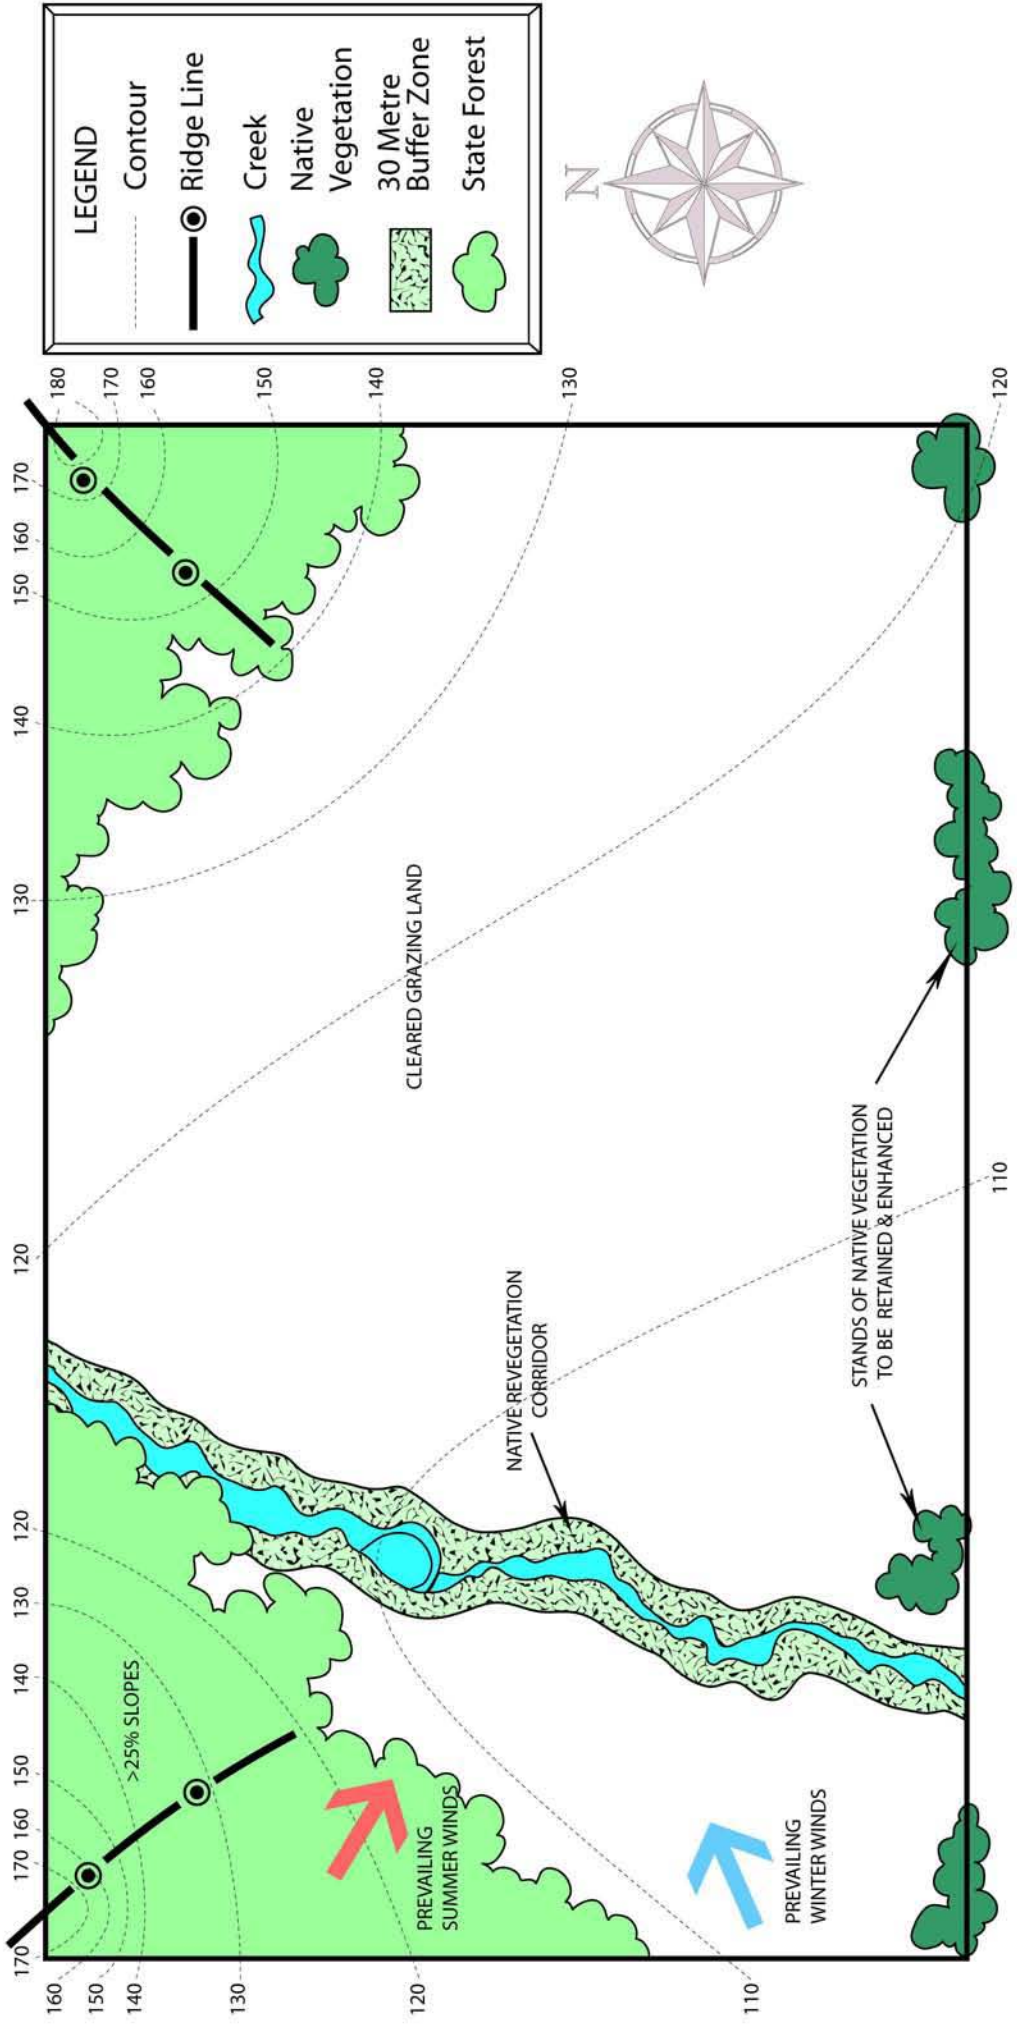 170
170
160
150
140
130
120
120
130
140
150
160
170
160
150
140
130
120
110
180
170
160
150
140
130
120
110
>25% SLOPES
PREVAILING
SUMMER WINDS
PREVAILING
WINTER WINDS
NATIVE REVEGETATION
CORRIDOR
CLEARED GRAZING LAND
STANDS OF NATIVE VEGETATION
TO BE RETAINED & ENHANCED
LEGEND
Contour
Ridge Line
Creek
Native
Vegetation
30 Metre
Buffer Zone
State Forest
N